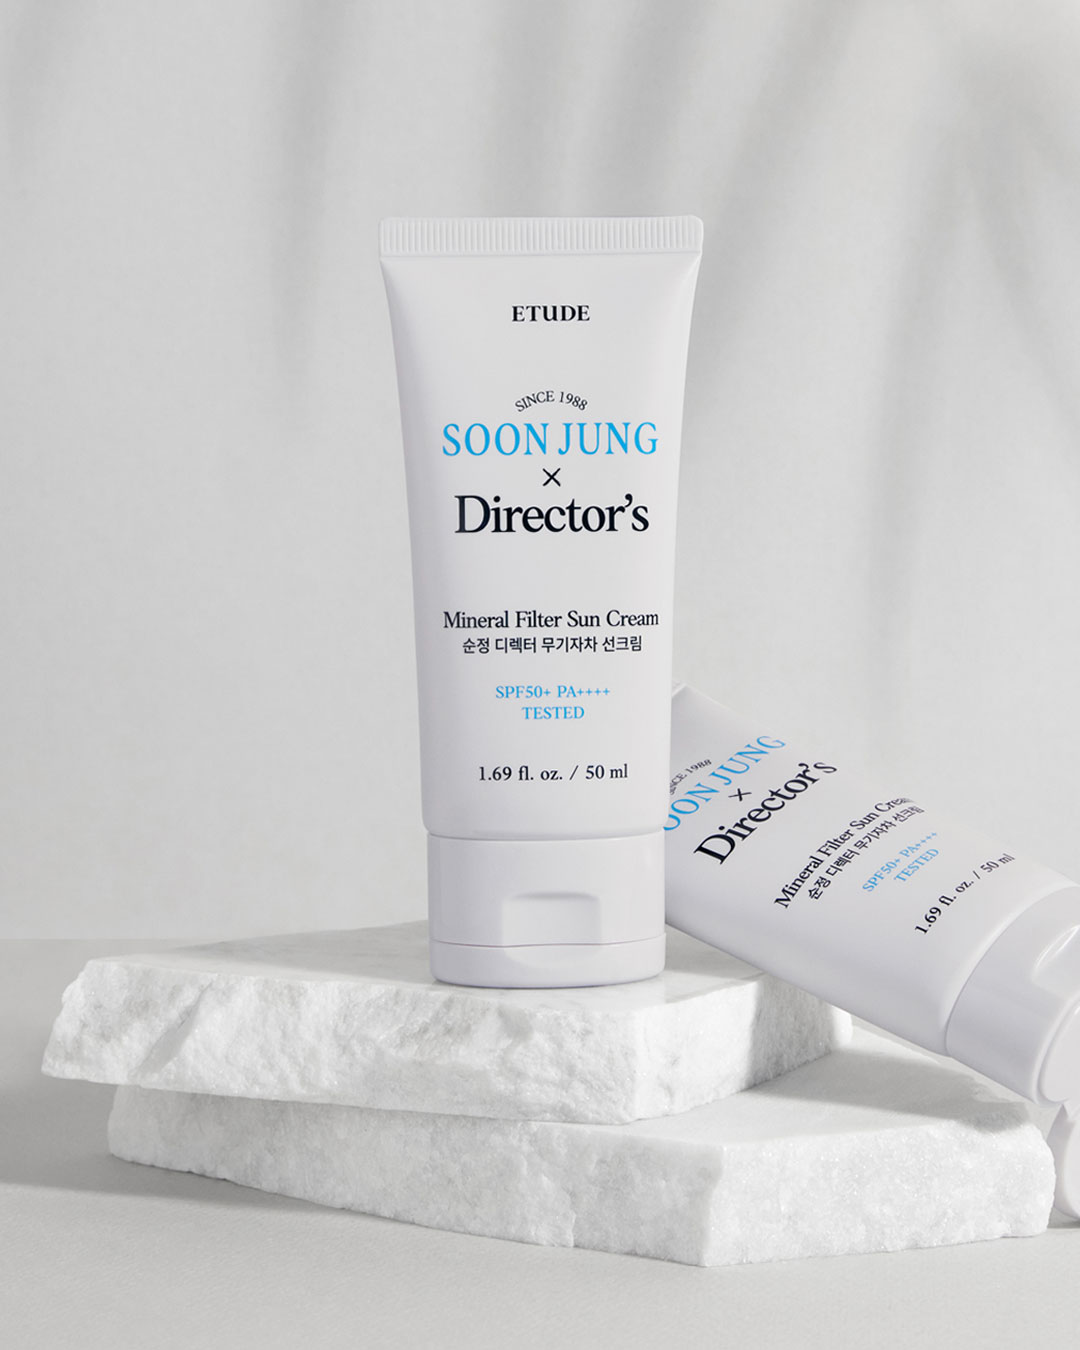 ETUDE
SINCE 1988
SOON JUNG
×
Director's
Mineral Filter Sun Cream
순정 디렉터 무기자차 선크림
SPF50+ PA++++
TESTED
1.69 fl. oz. / 50 ml
1988
JUNG
×
Director's
Mineral Filter Sun Cream
순정 디렉터 무기자차 선크림
SPF50+ PA++++
TESTED
1.69 fl. oz. / 50 ml